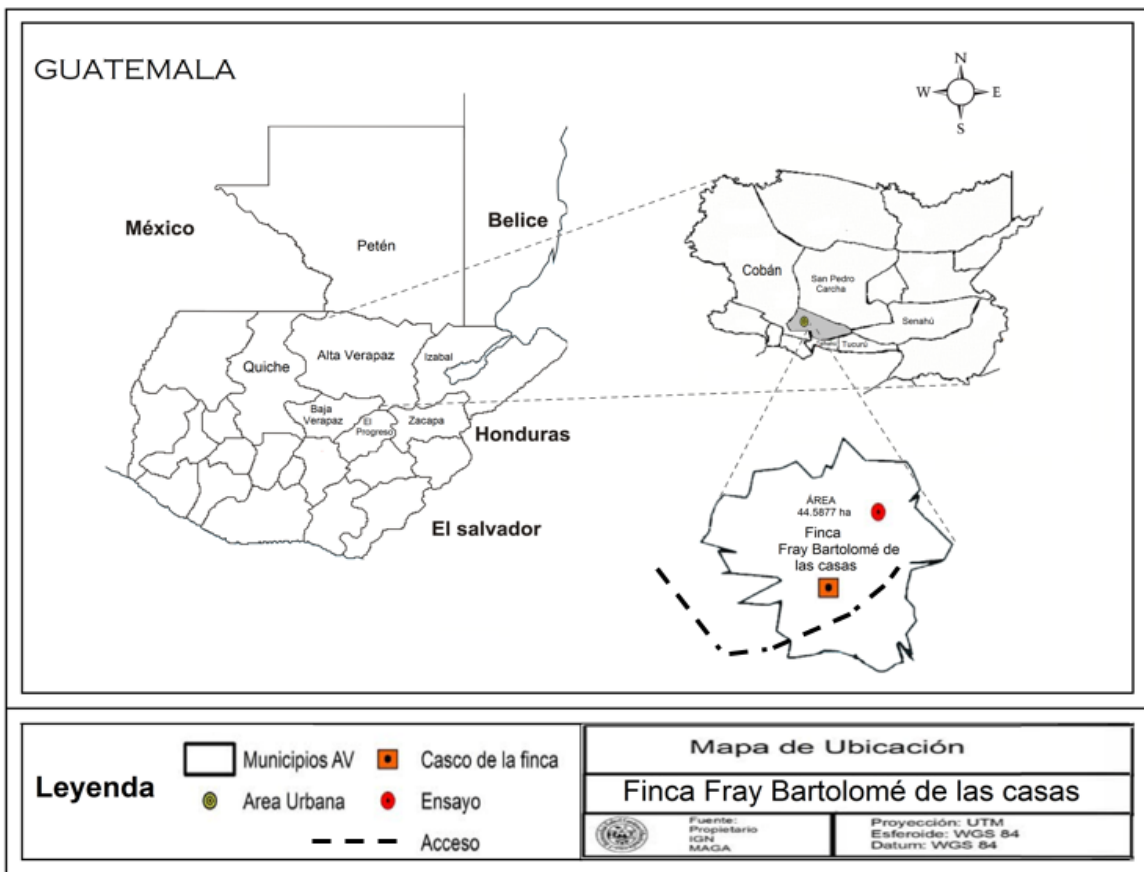 GUATEMALA
N
W
E
S
México
Belice
Petén
Cobán
San Pedro
Carcha
Senahú
Tucurú
Alta Verapaz
Izabal
Quiche
Baja
Verapaz
El
Progreso
Zacapa
Honduras
El salvador
ÁREA
44.5877 ha
Finca
Fray Bartolomé de
las casas
Leyenda
Municipios AV
Casco de la finca
Area Urbana
Ensayo
Acceso
Mapa de Ubicación
Finca Fray Bartolomé de las casas
Fuente:
Propietario
IGN
MAGA
Proyección: UTM
Esferoide: WGS 84
Datum: WGS 84